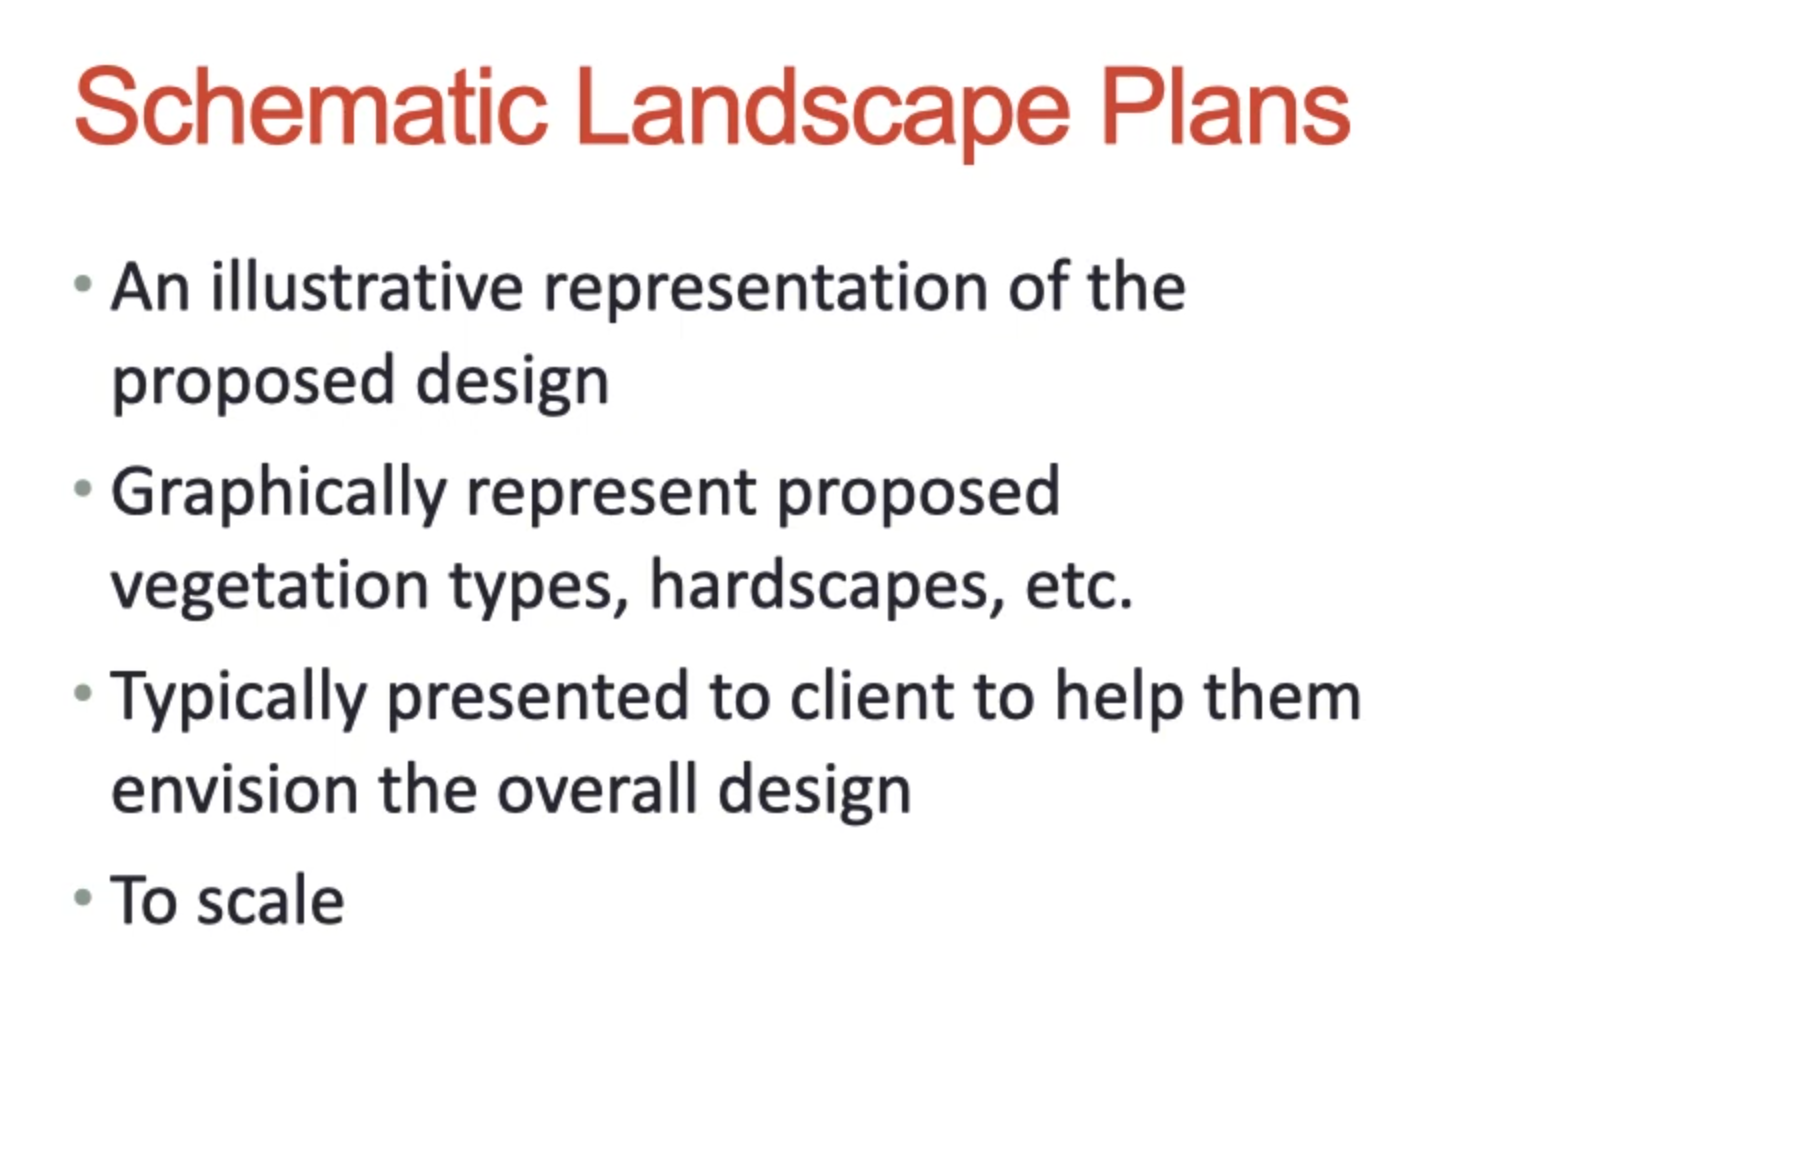 Schematic Landscape Plans
• An illustrative representation of the
proposed design
• Graphically represent proposed
vegetation types, hardscapes, etc.
• Typically presented to client to help them
envision the overall design
• To scale